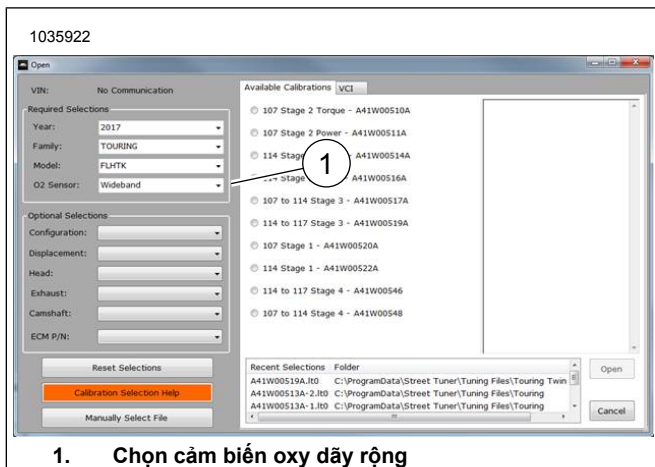 1035922
Open
VIN: No Communication
Required Selections
Year: 2017
Family: TOURING
Model: FLHTK
O2 Sensor: Wideband
Optional Selections
Configuration:
Displacement:
Head:
Exhaust:
Camshaft:
ECM P/N:
Reset Selections
Calibration Selection Help
Manually Select File
Available Calibrations VCI
107 Stage 2 Torque - A41W00510A
107 Stage 2 Power - A41W00511A
114 Stage - A41W00514A
114 Stage A41W00516A
107 to 114 Stage 3 - A41W00517A
114 to 117 Stage 3 - A41W00519A
107 Stage 1 - A41W00520A
114 Stage 1 - A41W00522A
114 to 117 Stage 4 - A41W00546
107 to 114 Stage 4 - A41W00548
1
Recent Selections Folder
A41W00519A.lt0 C:\ProgramData\Street Tuner\Tuning Files\Touring Twin
A41W00513A-2.lt0 C:\ProgramData\Street Tuner\Tuning Files\Touring
A41W00513A-1.lt0 C:\ProgramData\Street Tuner\Tuning Files\Touring
Open
Cancel
1. Chọn cảm biến oxy dãy rộng